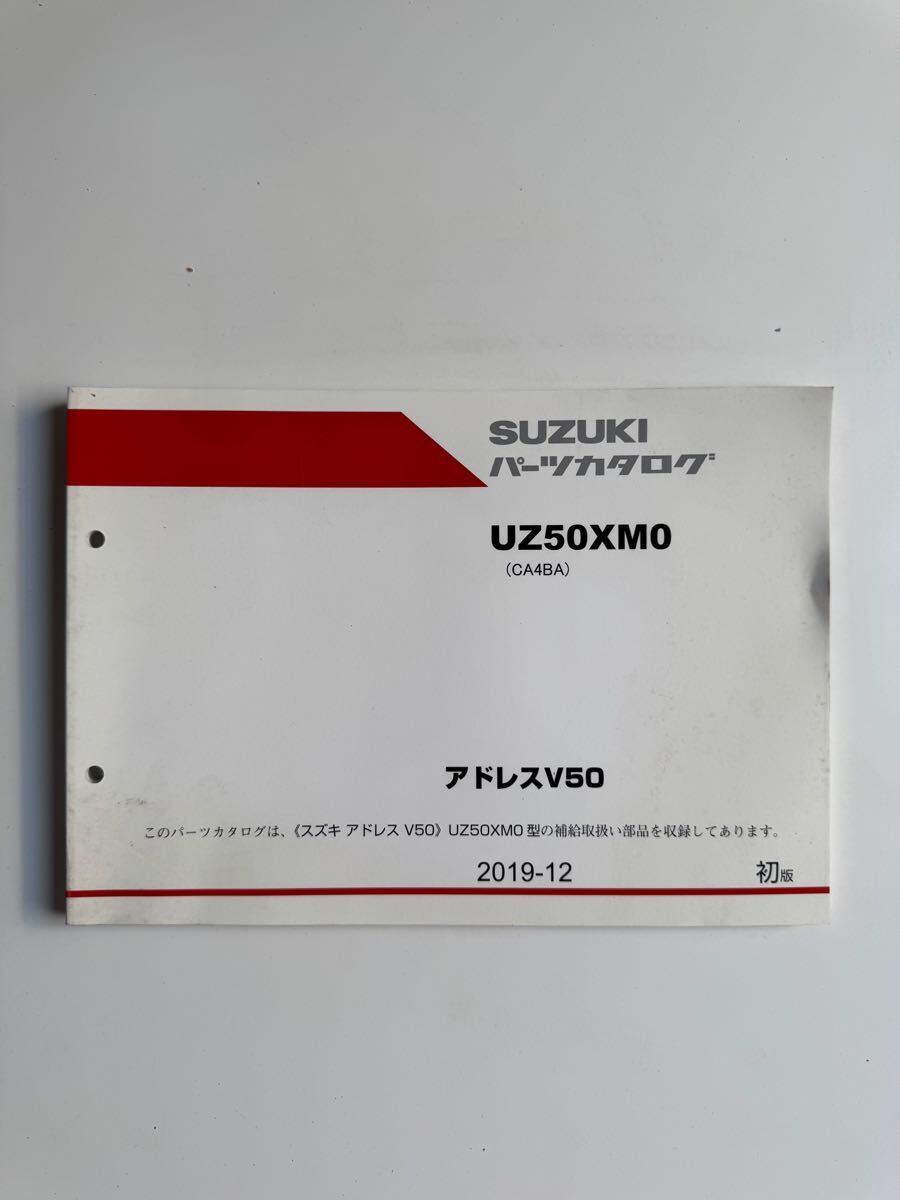 SUZUKI
パーツカタログ
UZ50XM0
(CA4BA)
アドレスV50
このパーツカタログは、《スズキ アドレス V50》UZ50XM0 型の補給取扱い部品を収録してあります。
2019-12 初版